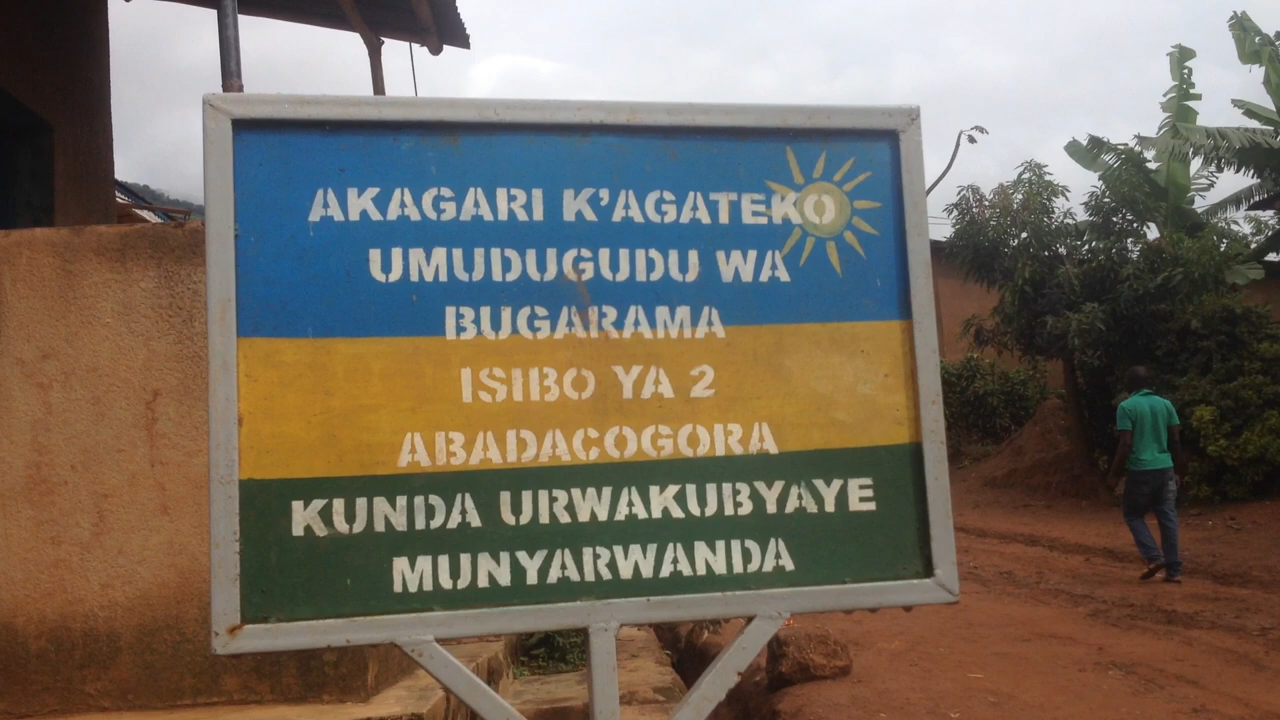 AKAGARI K'AGATEKO
UMUDUGUDU WA
BUGARAMA
ISIBO YA 2
ABADACOGORA
KUNDA URWAKUBYAYE
MUNYARWANDA